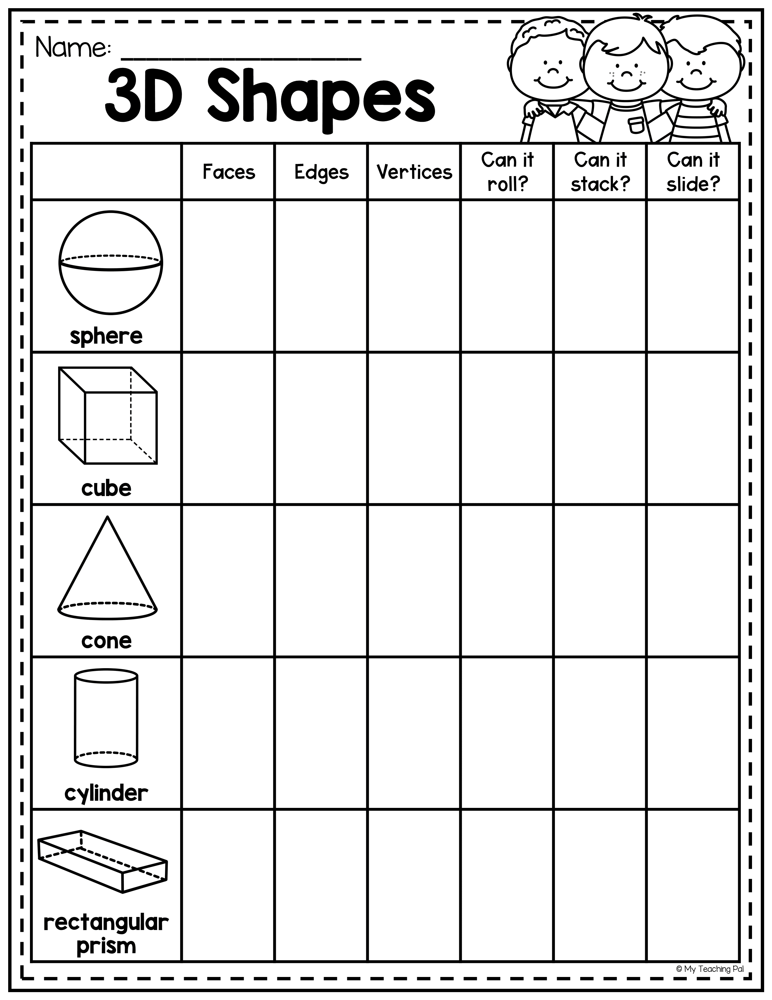 Name: ____________________
3D Shapes
Faces
Edges
Vertices
Can it
roll?
Can it
stack?
Can it
slide?
sphere
cube
cone
cylinder
rectangular
prism
© My Teaching Pal